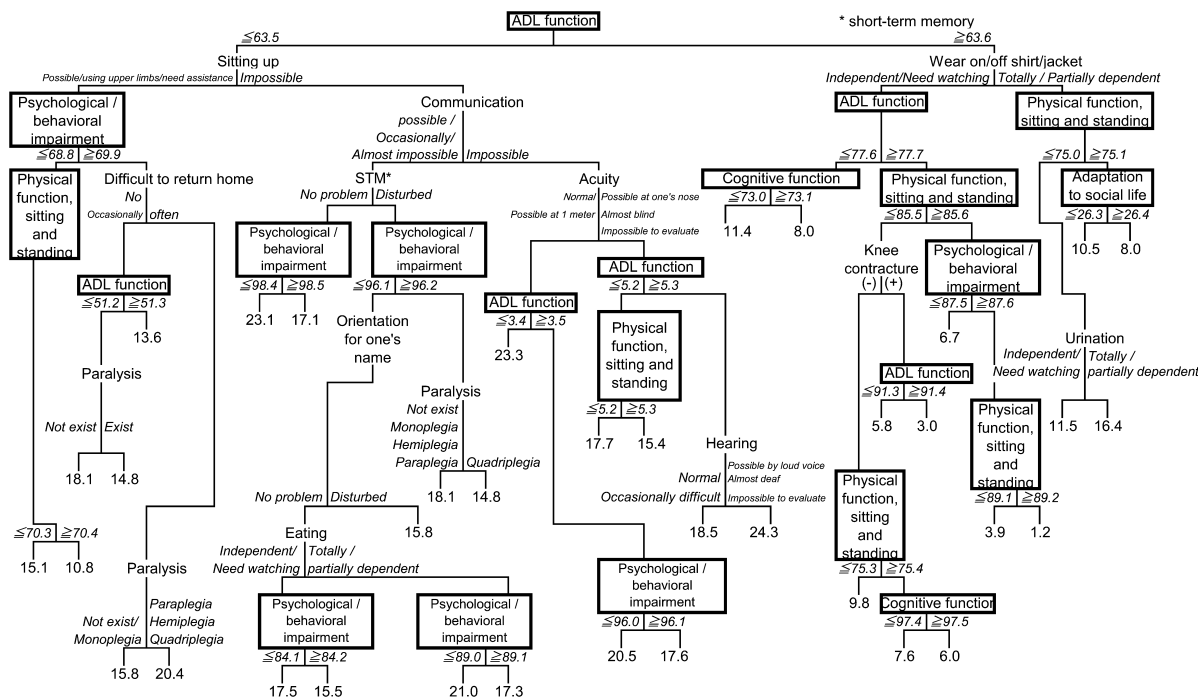 ADL function
* short-term memory
≦63.5
≧63.6
Sitting up
Wear on/off shirt/jacket
Possible/using upper limbs/need assistance
Impossible
Independent/Need watching
Totally / Partially dependent
Psychological /
behavioral
impairment
Communication
possible /
Occasionally/
Almost impossible
Impossible
ADL function
Physical function,
sitting and standing
≦68.8
≧69.9
≦77.6
≧77.7
≦75.0
≧75.1
Physical
function,
sitting
and
standing
Difficult to return home
No
Occasionally
often
STM*
No problem
Disturbed
Acuity
Normal
Possible at 1 meter
Possible at one's nose
Almost blind
Impossible to evaluate
Cognitive function
≦73.0
≧73.1
11.4
8.0
Physical function,
sitting and standing
≦85.5
≧85.6
Adaptation
to social life
≦26.3
≧26.4
10.5
8.0
Psychological /
behavioral
impairment
≦98.4
≧98.5
23.1
17.1
Psychological /
behavioral
impairment
≦96.1
≧96.2
ADL function
≦51.2
≧51.3
13.6
ADL function
≦3.4
≧3.5
23.3
ADL function
≦5.2
≧5.3
Knee
contracture
(-)
(+)
Psychological /
behavioral
impairment
≦87.5
≧87.6
6.7
Orientation
for one's
name
Physical
function,
sitting and
standing
≦5.2
≧5.3
17.7
15.4
Urination
Independent/
Need watching
Totally /
partially dependent
11.5
16.4
Paralysis
Not exist
Exist
18.1
14.8
Paralysis
Not exist
Monoplegia
Hemiplegia
Paraplegia
Quadriplegia
18.1
14.8
ADL function
≦91.3
≧91.4
5.8
3.0
Physical
function,
sitting
and
standing
≦89.1
≧89.2
3.9
1.2
Hearing
Normal
Occasionally difficult
Possible by loud voice
Almost deaf
Impossible to evaluate
18.5
24.3
Physical
function,
sitting
and
standing
≦75.3
≧75.4
9.8
Cognitive function
≦97.4
≧97.5
7.6
6.0
No problem
Disturbed
15.8
≦70.3
≧70.4
15.1
10.8
Eating
Independent/
Need watching
Totally /
partially dependent
Paralysis
Not exist/
Monoplegia
Paraplegia
Hemiplegia
Quadriplegia
15.8
20.4
Psychological /
behavioral
impairment
≦84.1
≧84.2
17.5
15.5
Psychological /
behavioral
impairment
≦89.0
≧89.1
21.0
17.3
Psychological /
behavioral
impairment
≦96.0
≧96.1
20.5
17.6